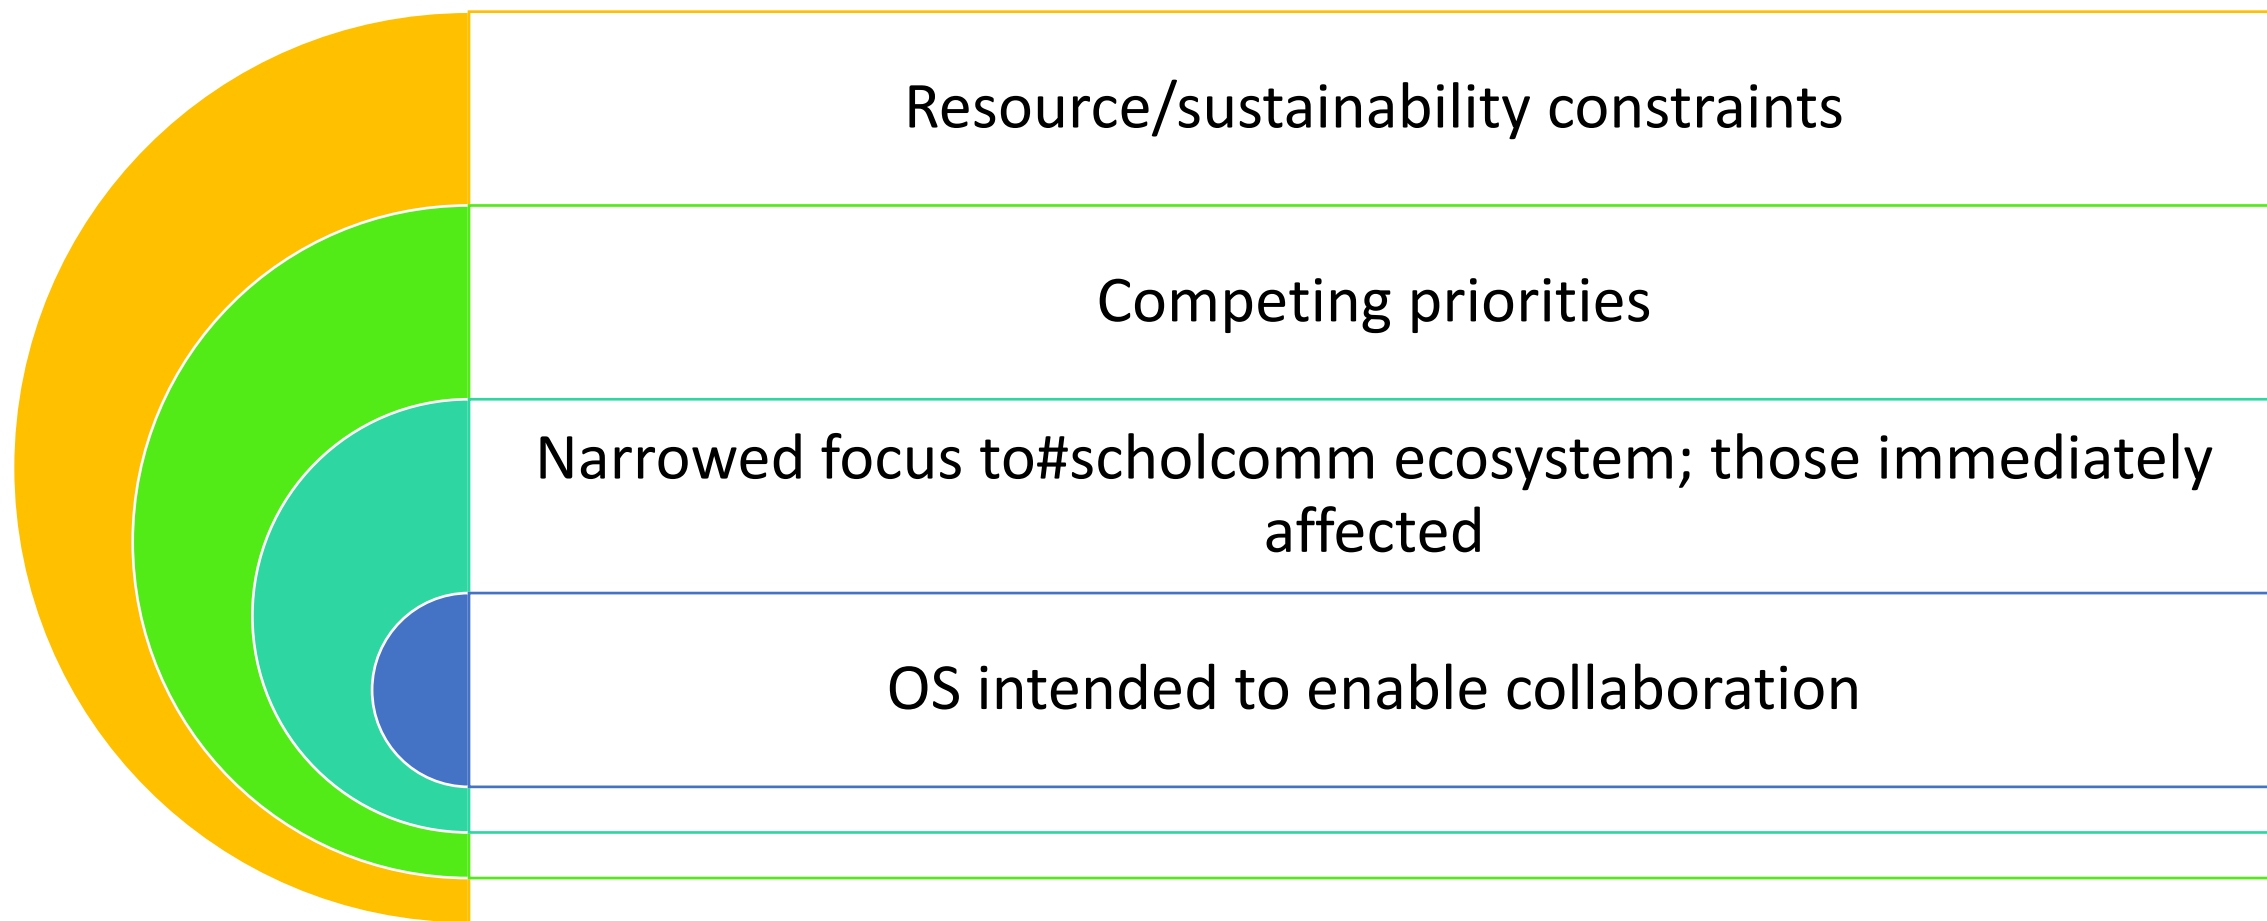 Resource/sustainability constraints
Competing priorities
Narrowed focus to#scholcomm ecosystem; those immediately
affected
OS intended to enable collaboration